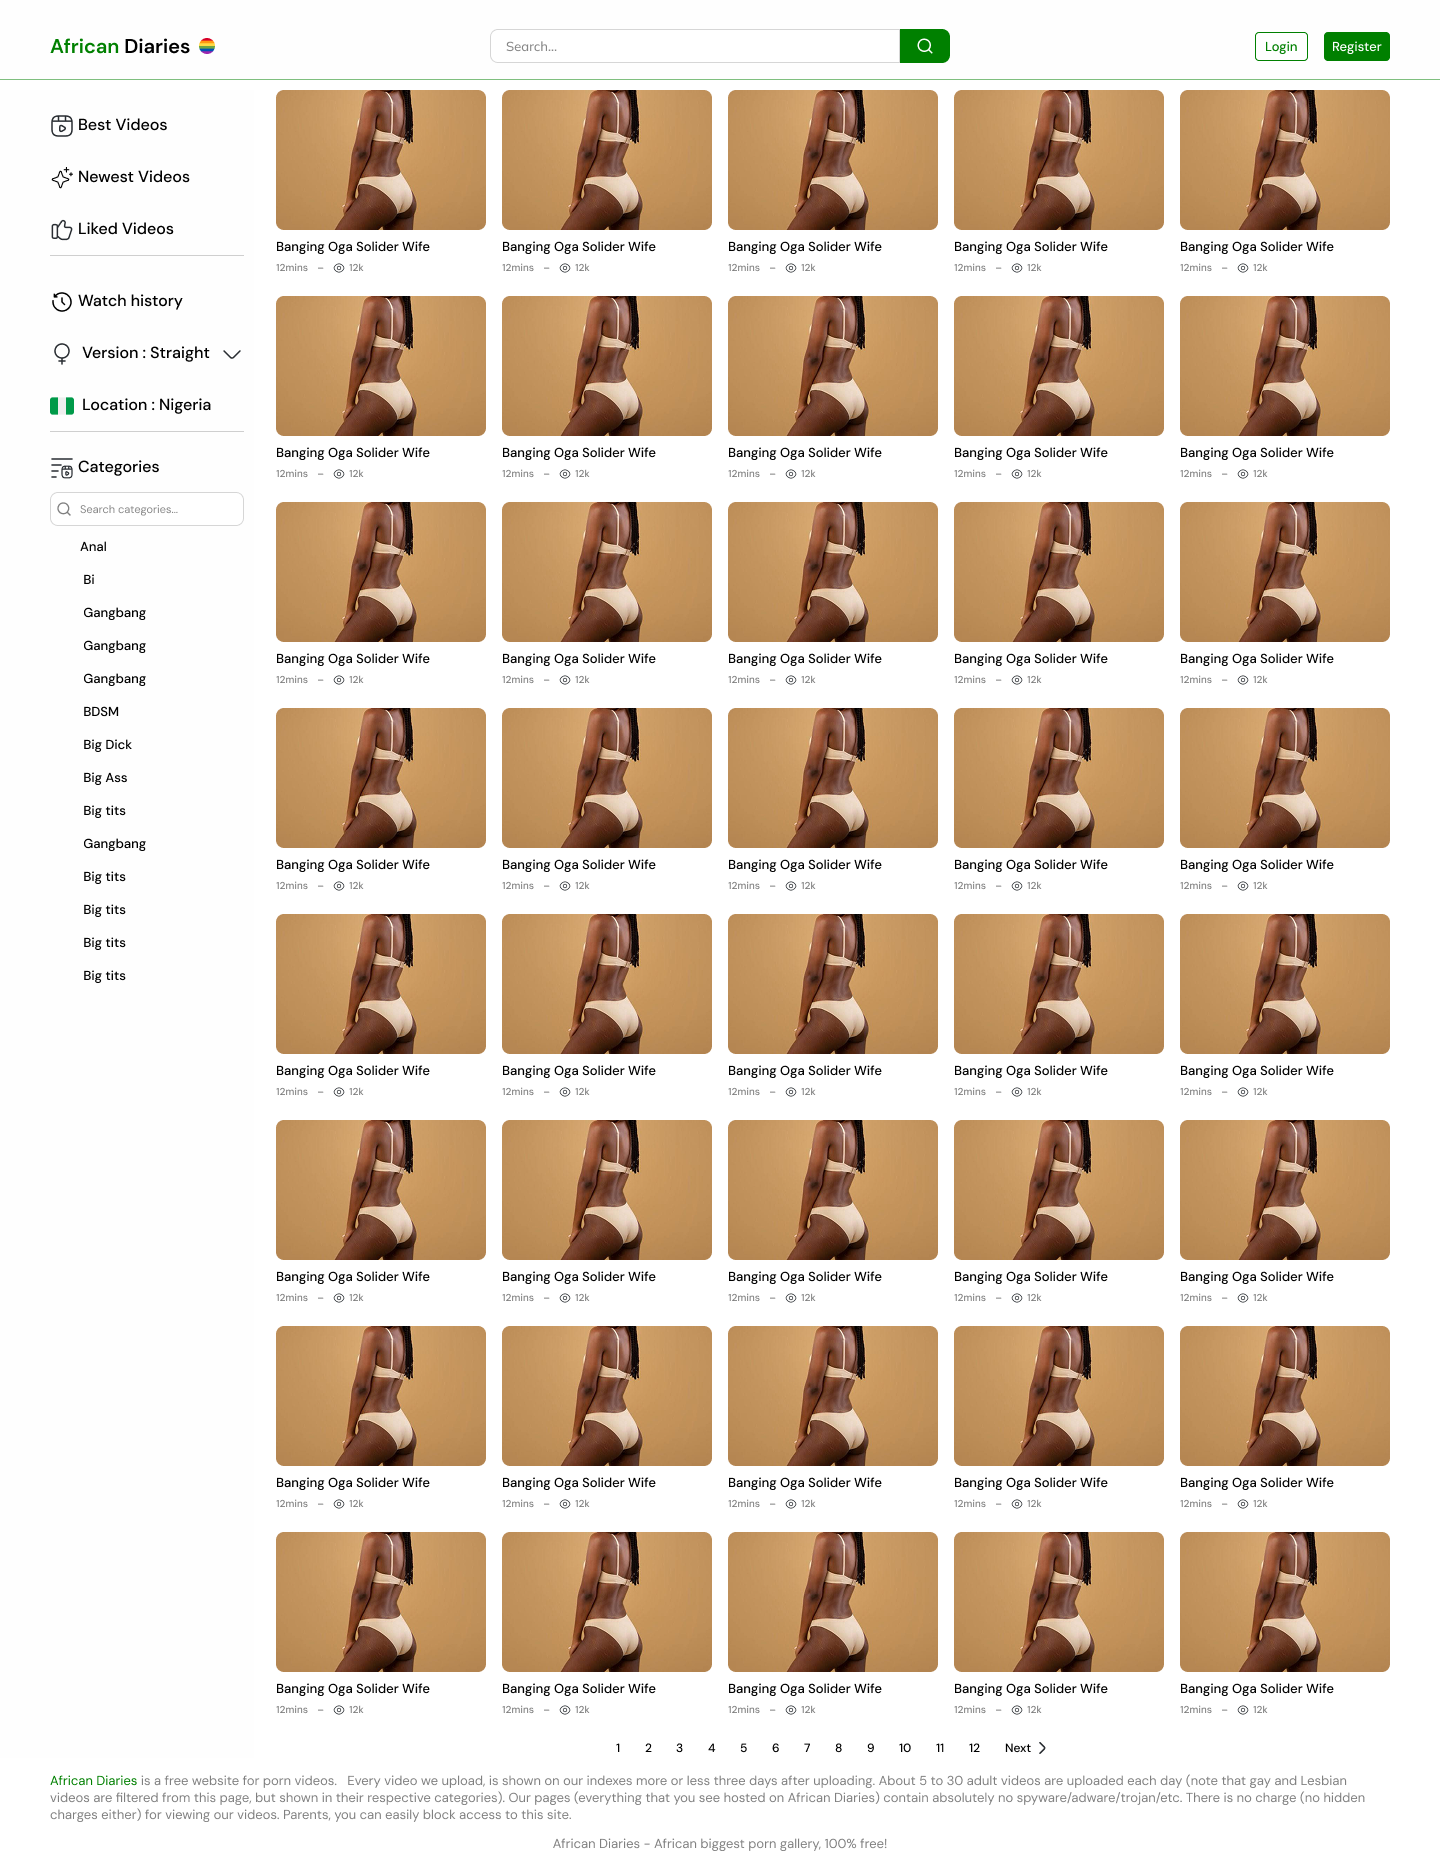 African Diaries
Search...
Login
Register
Best Videos
Newest Videos
Liked Videos
Watch history
Version : Straight
Location : Nigeria
Categories
Search categories...
Anal
Bi
Gangbang
Gangbang
Gangbang
BDSM
Big Dick
Big Ass
Big tits
Gangbang
Big tits
Big tits
Big tits
Big tits
Banging Oga Solider Wife Banging Oga Solider Wife Banging Oga Solider Wife Banging Oga Solider Wife Banging Oga Solider Wife
12mins – 12k 12mins – 12k 12mins – 12k 12mins – 12k 12mins – 12k
Banging Oga Solider Wife Banging Oga Solider Wife Banging Oga Solider Wife Banging Oga Solider Wife Banging Oga Solider Wife
12mins – 12k 12mins – 12k 12mins – 12k 12mins – 12k 12mins – 12k
Banging Oga Solider Wife Banging Oga Solider Wife Banging Oga Solider Wife Banging Oga Solider Wife Banging Oga Solider Wife
12mins – 12k 12mins – 12k 12mins – 12k 12mins – 12k 12mins – 12k
Banging Oga Solider Wife Banging Oga Solider Wife Banging Oga Solider Wife Banging Oga Solider Wife Banging Oga Solider Wife
12mins – 12k 12mins – 12k 12mins – 12k 12mins – 12k 12mins – 12k
Banging Oga Solider Wife Banging Oga Solider Wife Banging Oga Solider Wife Banging Oga Solider Wife Banging Oga Solider Wife
12mins – 12k 12mins – 12k 12mins – 12k 12mins – 12k 12mins – 12k
Banging Oga Solider Wife Banging Oga Solider Wife Banging Oga Solider Wife Banging Oga Solider Wife Banging Oga Solider Wife
12mins – 12k 12mins – 12k 12mins – 12k 12mins – 12k 12mins – 12k
Banging Oga Solider Wife Banging Oga Solider Wife Banging Oga Solider Wife Banging Oga Solider Wife Banging Oga Solider Wife
12mins – 12k 12mins – 12k 12mins – 12k 12mins – 12k 12mins – 12k
Banging Oga Solider Wife Banging Oga Solider Wife Banging Oga Solider Wife Banging Oga Solider Wife Banging Oga Solider Wife
12mins – 12k 12mins – 12k 12mins – 12k 12mins – 12k 12mins – 12k
1 2 3 4 5 6 7 8 9 10 11 12 Next
African Diaries is a free website for porn videos. Every video we upload, is shown on our indexes more or less three days after uploading. About 5 to 30 adult videos are uploaded each day (note that gay and Lesbian
videos are filtered from this page, but shown in their respective categories). Our pages (everything that you see hosted on African Diaries) contain absolutely no spyware/adware/trojan/etc. There is no charge (no hidden
charges either) for viewing our videos. Parents, you can easily block access to this site.
African Diaries - African biggest porn gallery, 100% free!